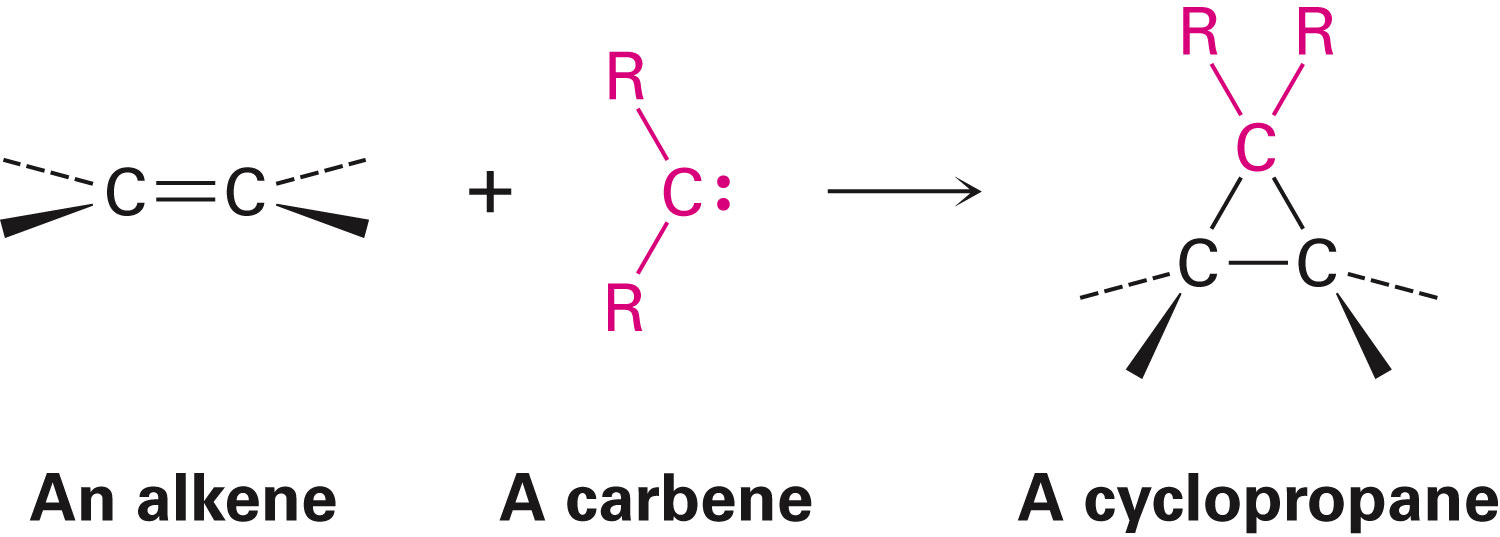 R R
R
C
C=C + C: →
C—C
R
An alkene A carbene A cyclopropane